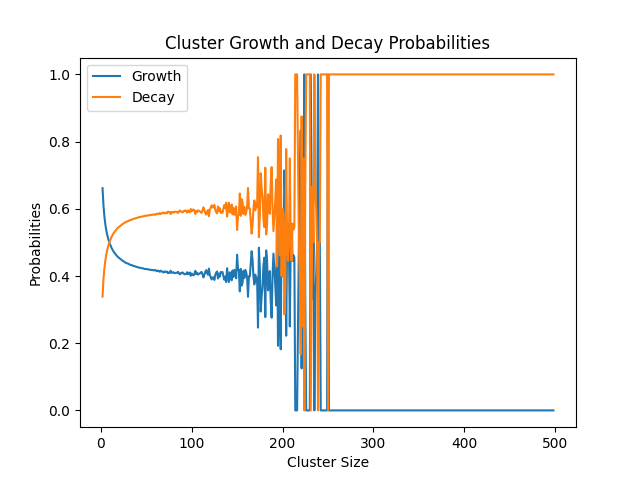 Cluster Growth and Decay Probabilities
Growth
Decay
1.0
0.8
0.6
0.4
0.2
0.0
Probabilities
0 100 200 300 400 500
Cluster Size